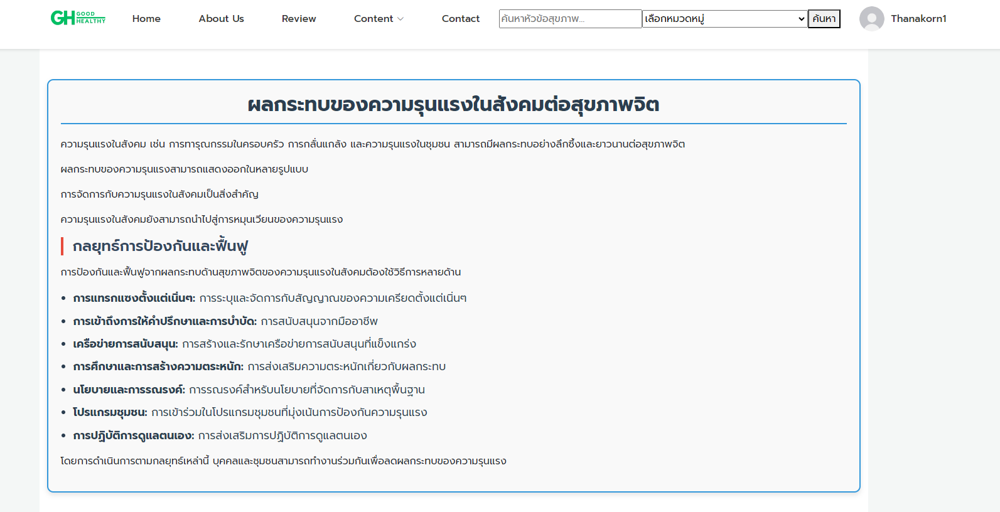 GH GOOD HEALTHY
Home About Us Review Content Contact ค้นหาหัวข้อสุขภาพ... เลือกหมวดหมู่ ค้นหา Thanakorn1
ผลกระทบของความรุนแรงในสังคมต่อสุขภาพจิต
ความรุนแรงในสังคม เช่น การทารุณกรรมในครอบครัว การกลั่นแกล้ง และความรุนแรงในชุมชน สามารถมีผลกระทบอย่างลึกซึ้งและยาวนานต่อสุขภาพจิต
ผลกระทบของความรุนแรงสามารถแสดงออกในหลายรูปแบบ
การจัดการกับความรุนแรงในสังคมเป็นสิ่งสำคัญ
ความรุนแรงในสังคมยังสามารถนำไปสู่การหมุนเวียนของความรุนแรง
กลยุทธ์การป้องกันและฟื้นฟู
การป้องกันและฟื้นฟูจากผลกระทบด้านสุขภาพจิตของความรุนแรงในสังคมต้องใช้วิธีการหลายด้าน
• การแทรกแซงตั้งแต่เนิ่นๆ: การระบุและจัดการกับสัญญาณของความเครียดตั้งแต่เนิ่นๆ
• การเข้าถึงการให้คำปรึกษาและการบำบัด: การสนับสนุนจากมืออาชีพ
• เครือข่ายการสนับสนุน: การสร้างและรักษาเครือข่ายการสนับสนุนที่แข็งแกร่ง
• การศึกษาและการสร้างความตระหนัก: การส่งเสริมความตระหนักเกี่ยวกับผลกระทบ
• นโยบายและการรณรงค์: การรณรงค์สำหรับนโยบายที่จัดการกับสาเหตุพื้นฐาน
• โปรแกรมชุมชน: การเข้าร่วมในโปรแกรมชุมชนที่มุ่งเน้นการป้องกันความรุนแรง
• การปฏิบัติการดูแลตนเอง: การส่งเสริมการปฏิบัติการดูแลตนเอง
โดยการดำเนินการตามกลยุทธ์เหล่านี้ บุคคลและชุมชนสามารถทำงานร่วมกันเพื่อลดผลกระทบของความรุนแรง